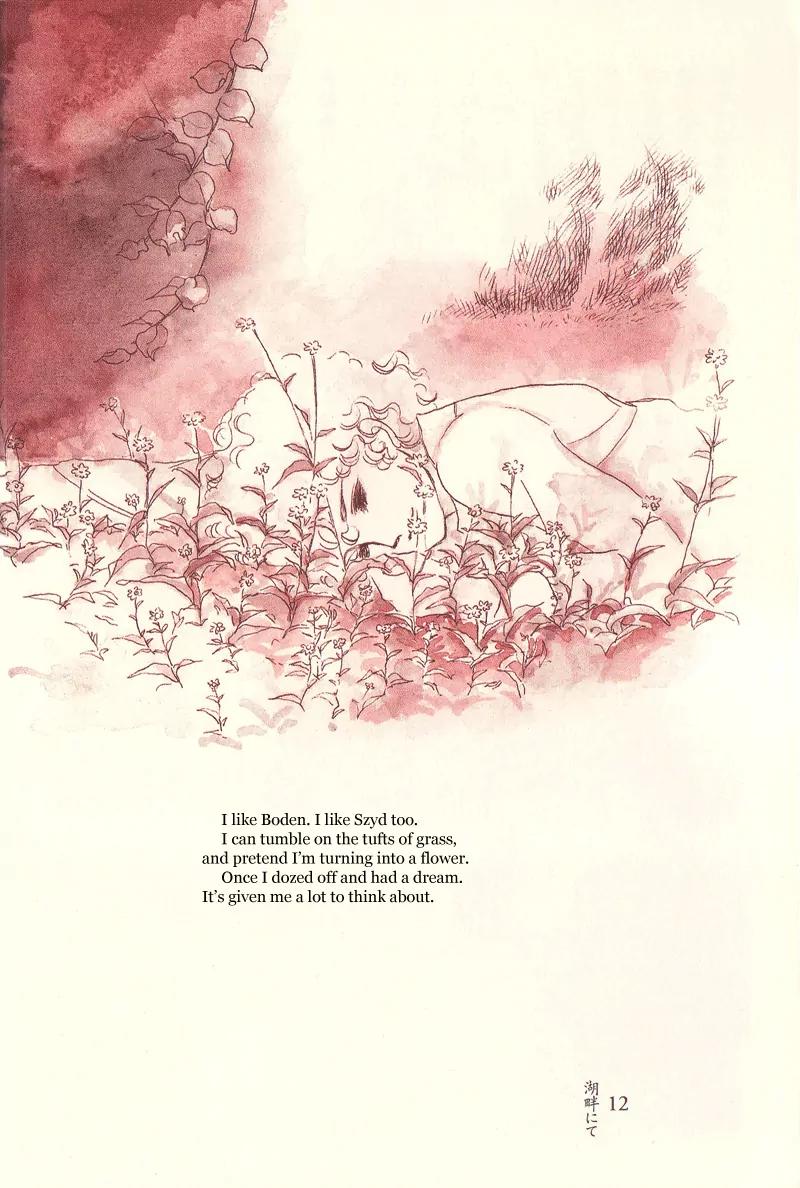 I like Boden. I like Szyd too.
I can tumble on the tufts of grass,
and pretend I’m turning into a flower.
Once I dozed off and had a dream.
It’s given me a lot to think about.
湖畔にて
12